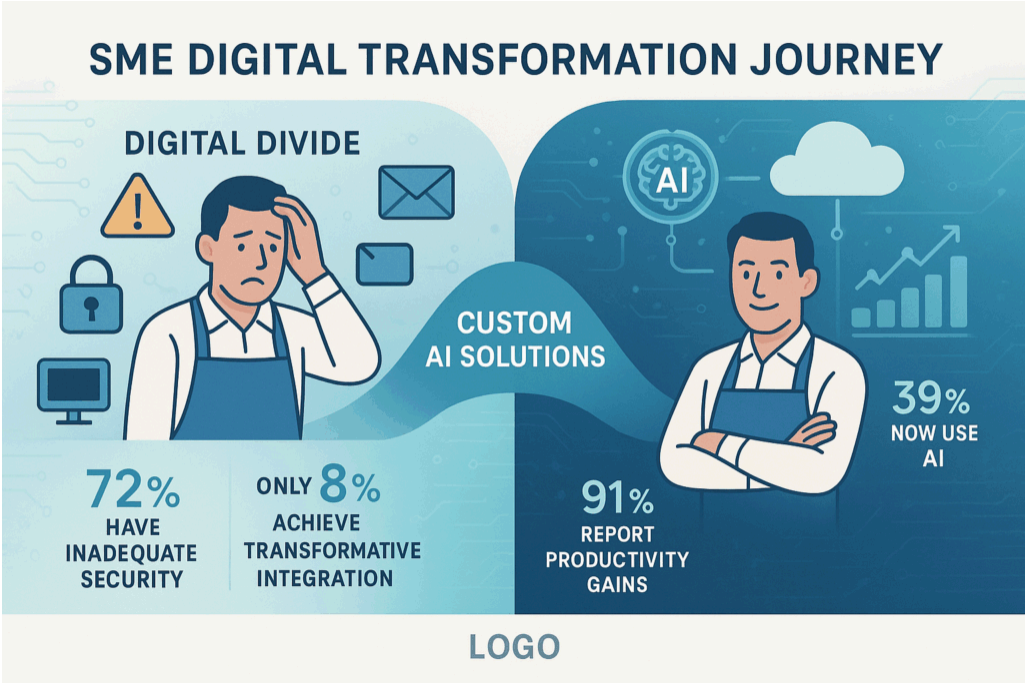 SME DIGITAL TRANSFORMATION JOURNEY
DIGITAL DIVIDE
!
AI
CUSTOM
AI SOLUTIONS
72%
HAVE
INADEQUATE
SECURITY
ONLY 8%
ACHIEVE
TRANSFORMATIVE
INTEGRATION
91%
REPORT
PRODUCTIVITY
GAINS
39%
NOW USE
AI
LOGO